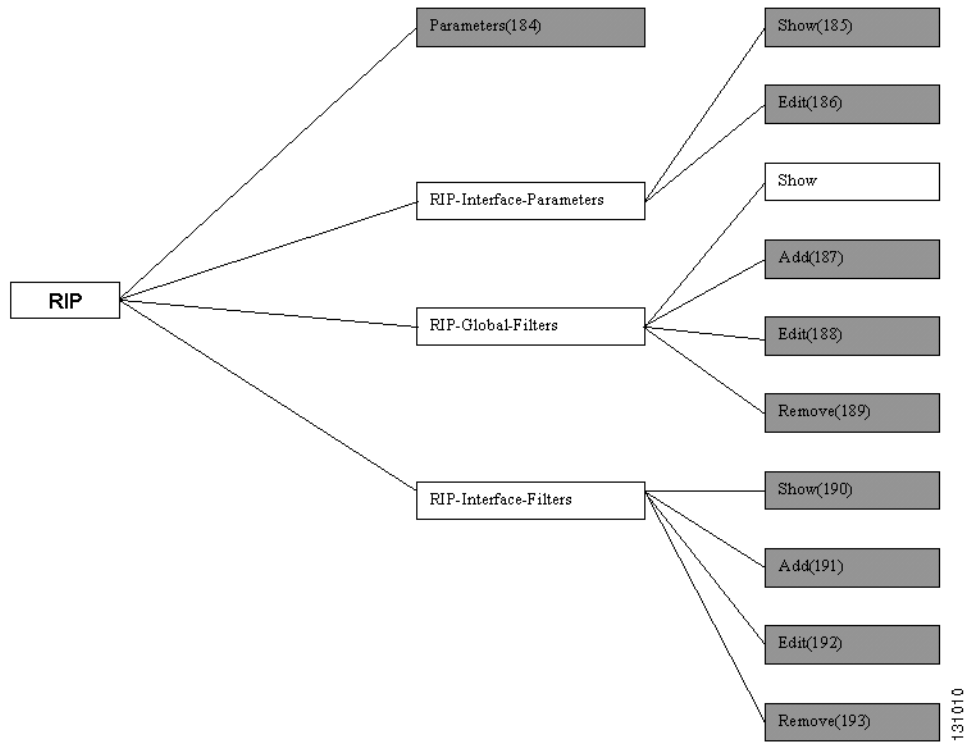 Parameters(184)
Show(185)
Edit(186)
RIP-Interface-Parameters
Show
Add(187)
RIP
RIP-Global-Filters
Edit(188)
Remove(189)
RIP-Interface-Filters
Show(190)
Add(191)
Edit(192)
Remove(193)
131010